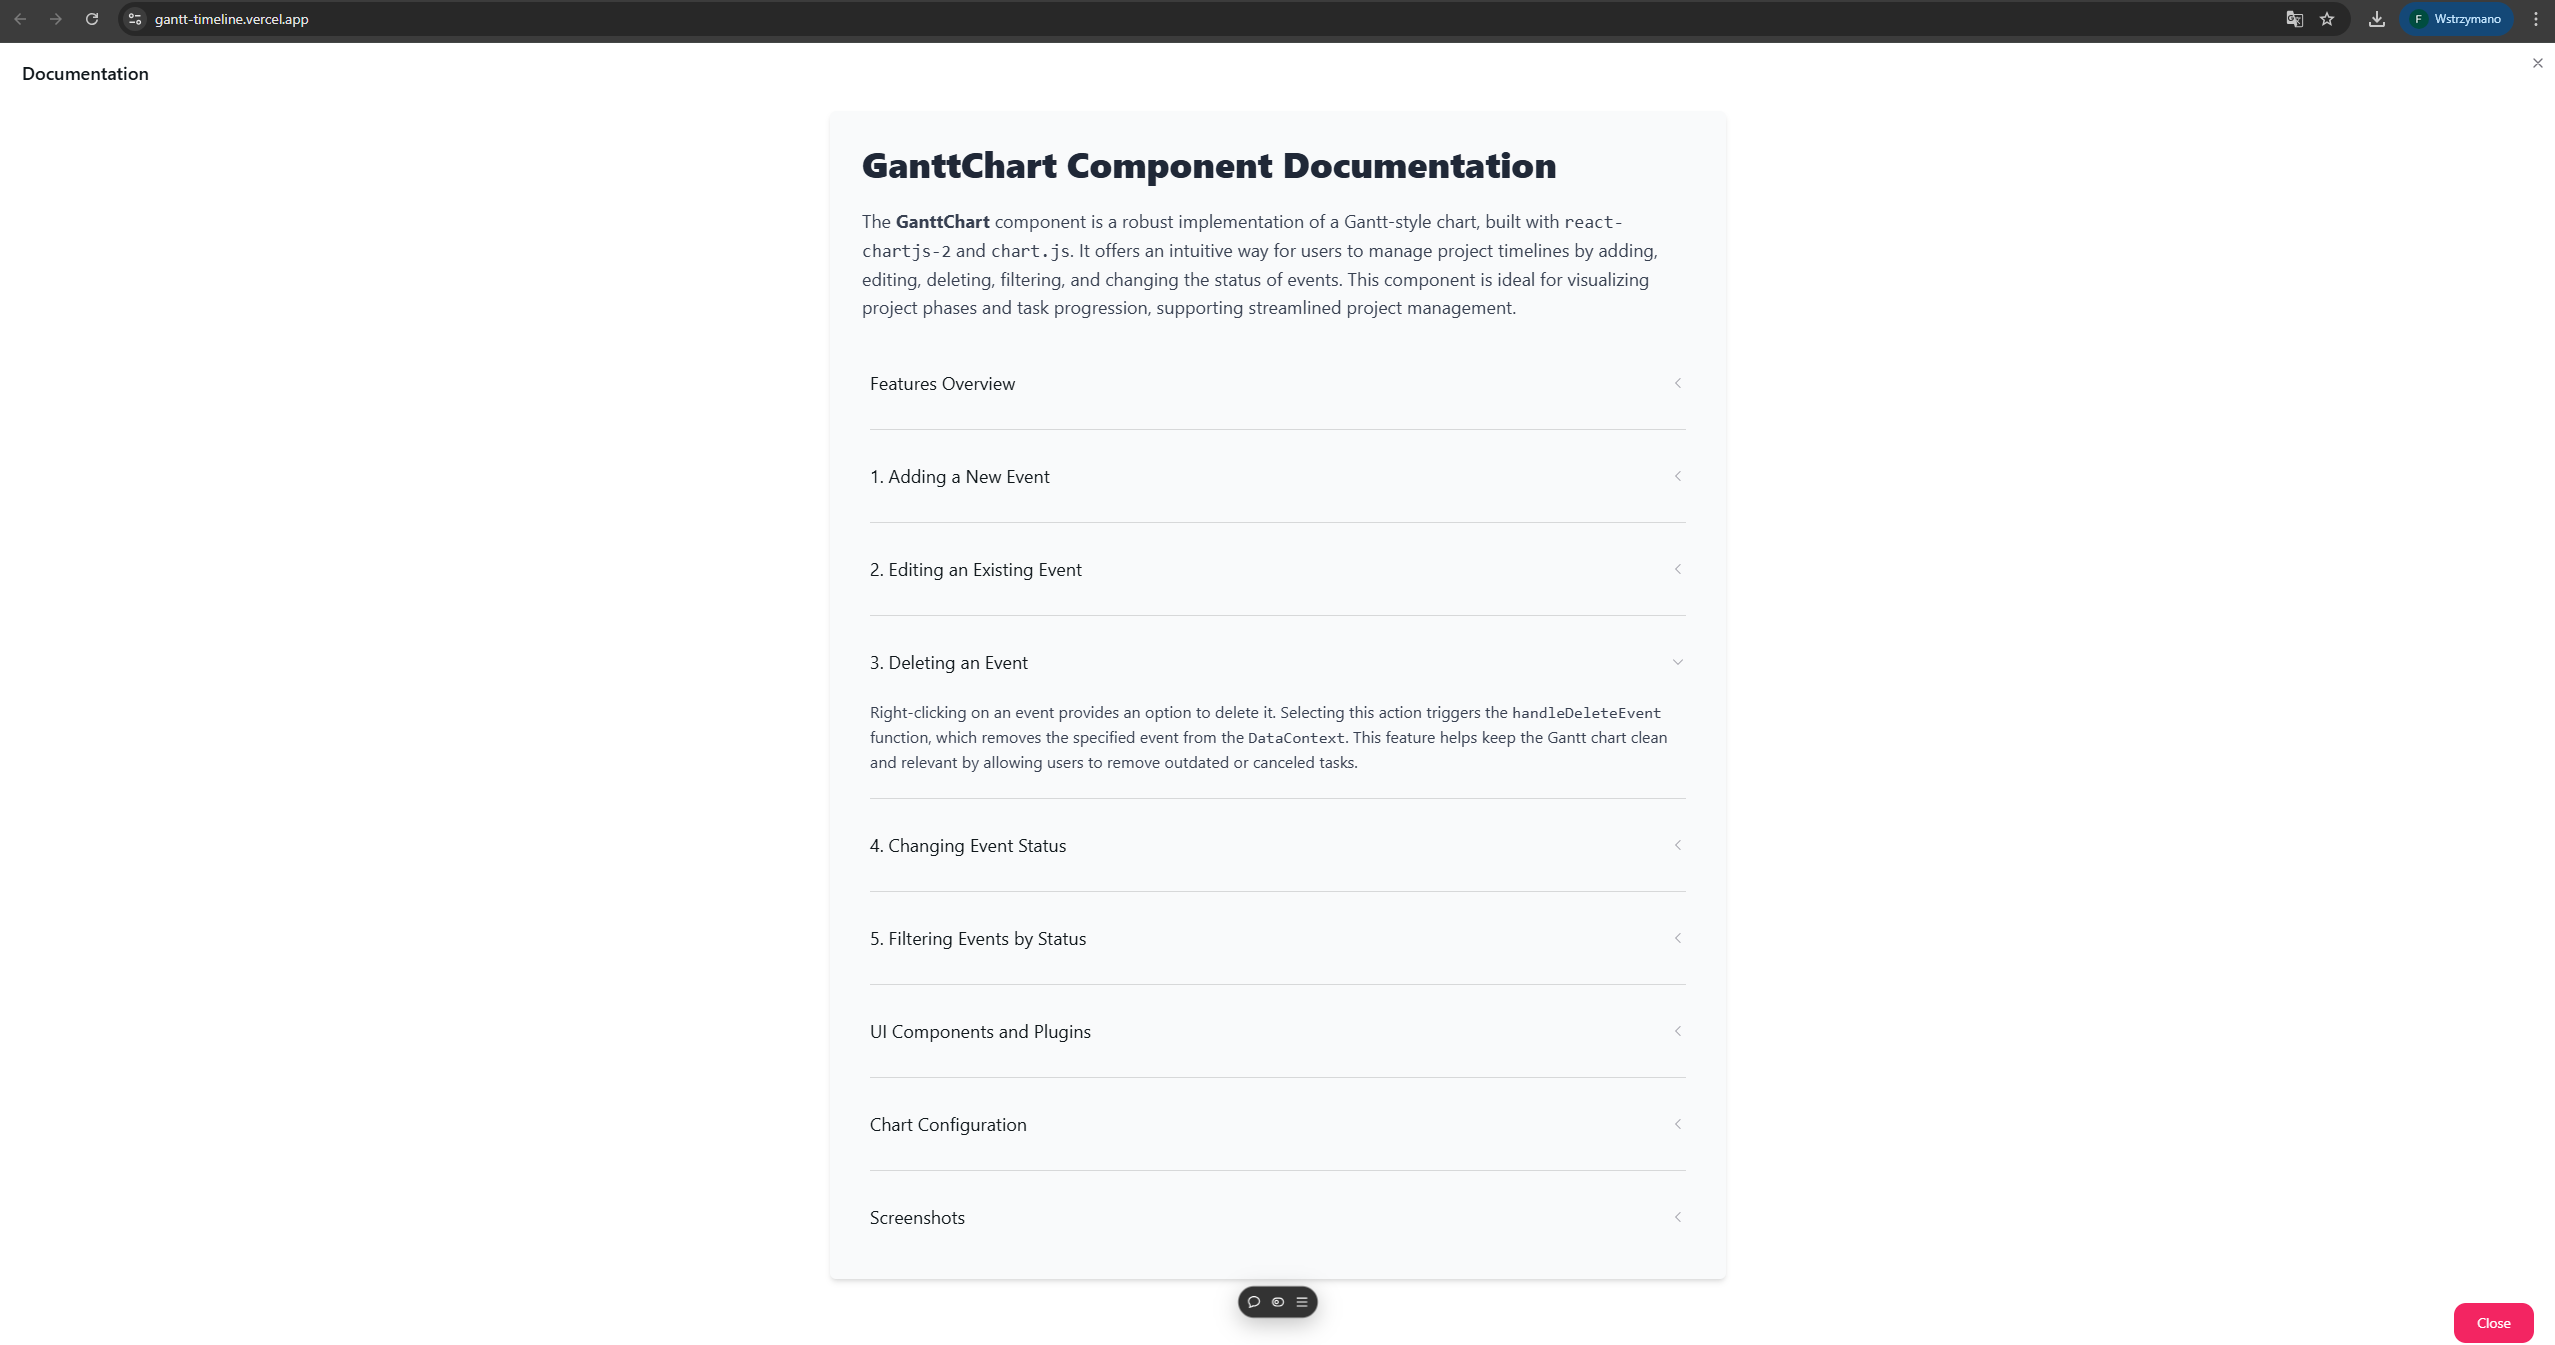 gantt-timeline.vercel.app
F Wstrzymano
Documentation
GanttChart Component Documentation
The GanttChart component is a robust implementation of a Gantt-style chart, built with react-
chartjs-2 and chart.js. It offers an intuitive way for users to manage project timelines by adding,
editing, deleting, filtering, and changing the status of events. This component is ideal for visualizing
project phases and task progression, supporting streamlined project management.
Features Overview
1. Adding a New Event
2. Editing an Existing Event
3. Deleting an Event
Right-clicking on an event provides an option to delete it. Selecting this action triggers the handleDeleteEvent
function, which removes the specified event from the DataContext. This feature helps keep the Gantt chart clean
and relevant by allowing users to remove outdated or canceled tasks.
4. Changing Event Status
5. Filtering Events by Status
UI Components and Plugins
Chart Configuration
Screenshots
Close